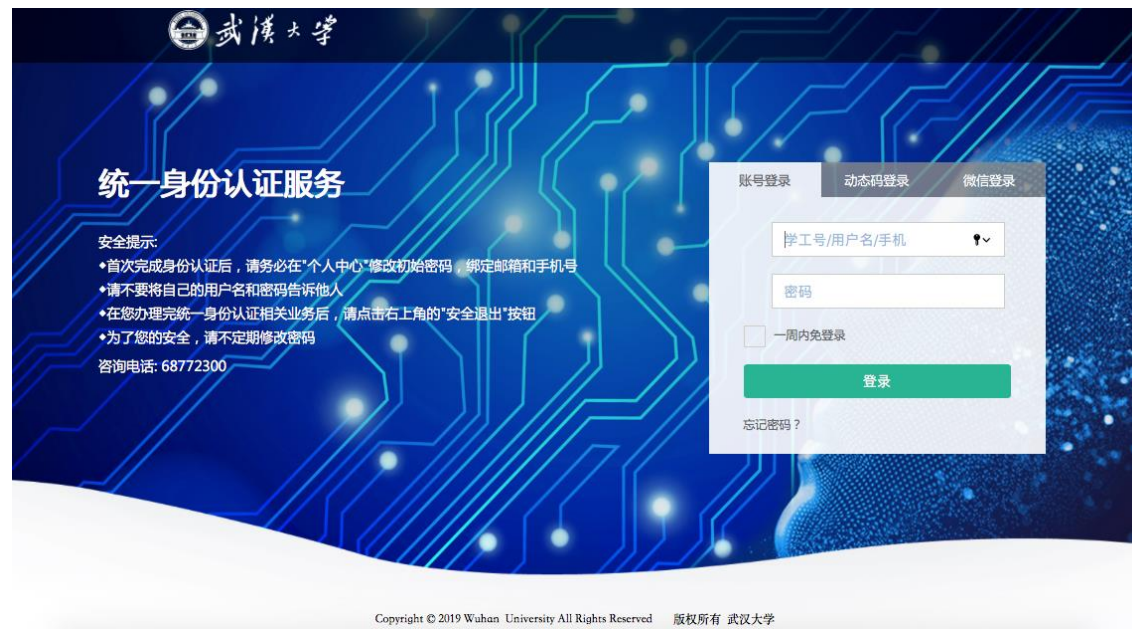 武漢大学
统一身份认证服务
安全提示:
◆首次完成身份认证后，请务必在"个人中心"修改初始密码，绑定邮箱和手机号
◆请不要将自己的用户名和密码告诉他人
◆在您办理完统一身份认证相关业务后，请点击右上角的"安全退出"按钮
◆为了您的安全，请不定期修改密码
咨询电话: 68772300
账号登录 动态码登录 微信登录
学工号/用户名/手机
密码
一周内免登录
登录
忘记密码？
Copyright © 2019 Wuhan University All Rights Reserved 版权所有 武汉大学